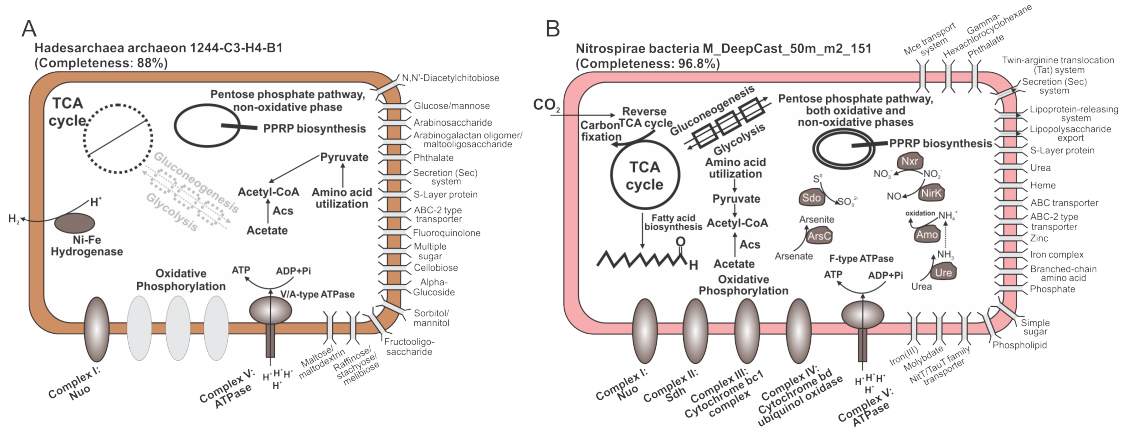 A
Hadesarchaea archaeon 1244-C3-H4-B1
(Completeness: 88%)
TCA
cycle
Pentose phosphate pathway,
non-oxidative phase
PPRP biosynthesis
Gluconeogenesis
Glycolysis
Pyruvate
Acetyl-CoA
Amino acid
utilization
Acs
Acetate
H2
H+
Ni-Fe
Hydrogenase
Oxidative
Phosphorylation
ATP
ADP+Pi
V/A-type ATPase
Complex I:
Nuo
Complex V:
ATPase
H+ H+ H+
H+
N,N'-Diacetylchitobiose
Glucose/mannose
Arabinosaccharide
Arabinogalactan oligomer/
maltooligosaccharide
Phthalate
Secretion (Sec)
system
S-Layer protein
ABC-2 type
transporter
Fluoroquinolone
Multiple
sugar
Cellobiose
Alpha-
Glucoside
Sorbitol/
mannitol
Fructooligo-
saccharide
Raffinose/
stachyose/
melibiose
Maltose/
maltodextrin
B
Nitrospirae bacteria M_DeepCast_50m_m2_151
(Completeness: 96.8%)
CO2
Reverse
TCA cycle
Carbon
fixation
TCA
cycle
Fatty acid
biosynthesis
O
H
Gluconeogenesis
Glycolysis
Amino acid
utilization
Pyruvate
Acetyl-CoA
Acs
Acetate
Oxidative
Phosphorylation
Pentose phosphate pathway,
both oxidative and
non-oxidative phases
PPRP biosynthesis
S0
Sdo
SO32-
Arsenite
ArsC
Arsenate
Nxr
NO3-
NO2-
NO
NirK
oxidation
NH4+
Amo
NH3
Urea
Ure
F-type ATPase
ATP
ADP+Pi
Complex I:
Nuo
Complex II:
Sdh
Complex III:
Cytochrome bc1
complex
Complex IV:
Cytochrome bd
ubiquinol oxidase
Complex V:
ATPase
H+ H+ H+
H+
Mce transport
system
Gamma-
Hexachlorocyclohexane
Phthalate
Twin-arginine translocation
(Tat) system
Secretion (Sec)
system
Lipoprotein-releasing
system
Lipopolysaccharide
export
S-Layer protein
Urea
Heme
ABC transporter
ABC-2 type
transporter
Zinc
Iron complex
Branched-chain
amino acid
Phosphate
Simple
sugar
Phospholipid
NitT/TauT family
transporter
Molybdate
Iron(III)